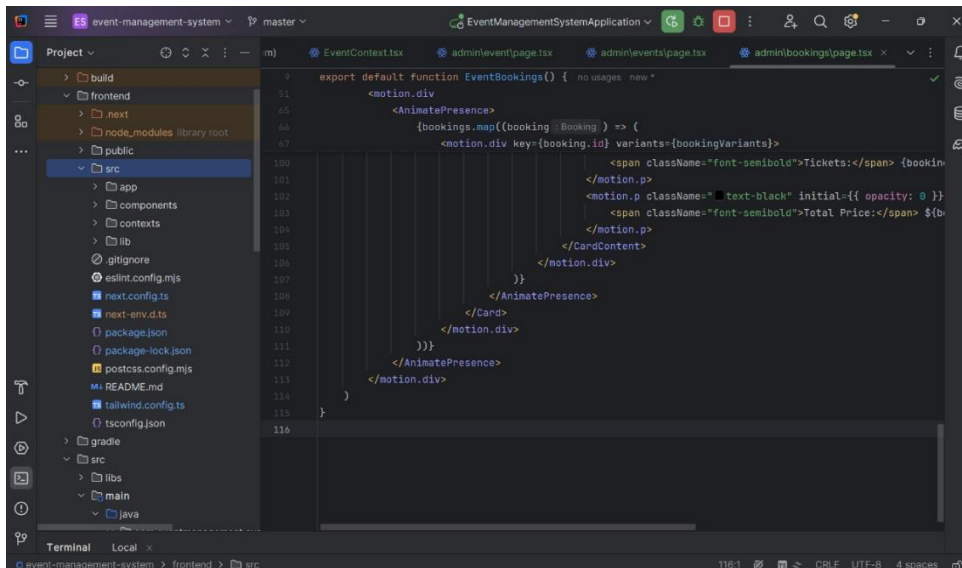 ES event-management-system master EventManagementSystemApplication
Project
EventContext.tsx admin\event\page.tsx admin\events\page.tsx admin\bookings\page.tsx
build
frontend
.next
node_modules library root
public
src
app
components
contexts
lib
.gitignore
eslint.config.mjs
next.config.ts
next-env.d.ts
package.json
package-lock.json
postcss.config.mjs
README.md
tailwind.config.ts
tsconfig.json
gradle
src
libs
main
java
9 export default function EventBookings() { no usages new *
51 <motion.div
65 <AnimatePresence>
66 {bookings.map((booking : Booking ) => (
67 <motion.div key={booking.id} variants={bookingVariants}>
100 <span className="font-semibold">Tickets:</span> {bookin
101 </motion.p>
102 <motion.p className="text-black" initial={{ opacity: 0 }}
103 <span className="font-semibold">Total Price:</span> ${b
104 </motion.p>
105 </CardContent>
106 </motion.div>
107 )}
108 </AnimatePresence>
109 </Card>
110 </motion.div>
111 ))}
112 </AnimatePresence>
113 </motion.div>
114 )
115 }
116
Terminal Local
event-management-system > frontend > src 116:1 CRLF UTF-8 4 spaces